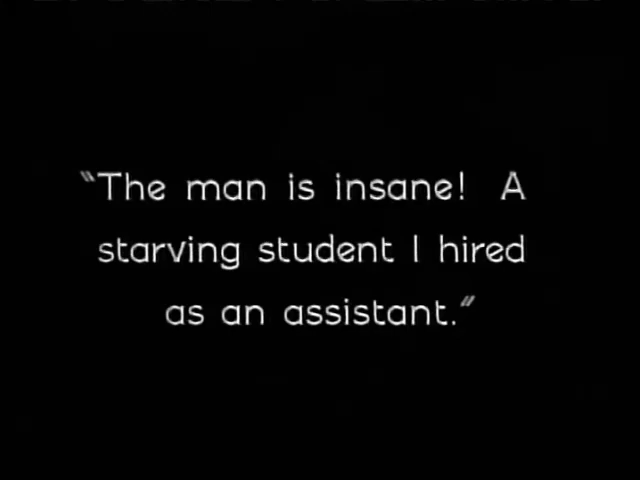 "The man is insane!  A
starving student I hired
as an assistant."